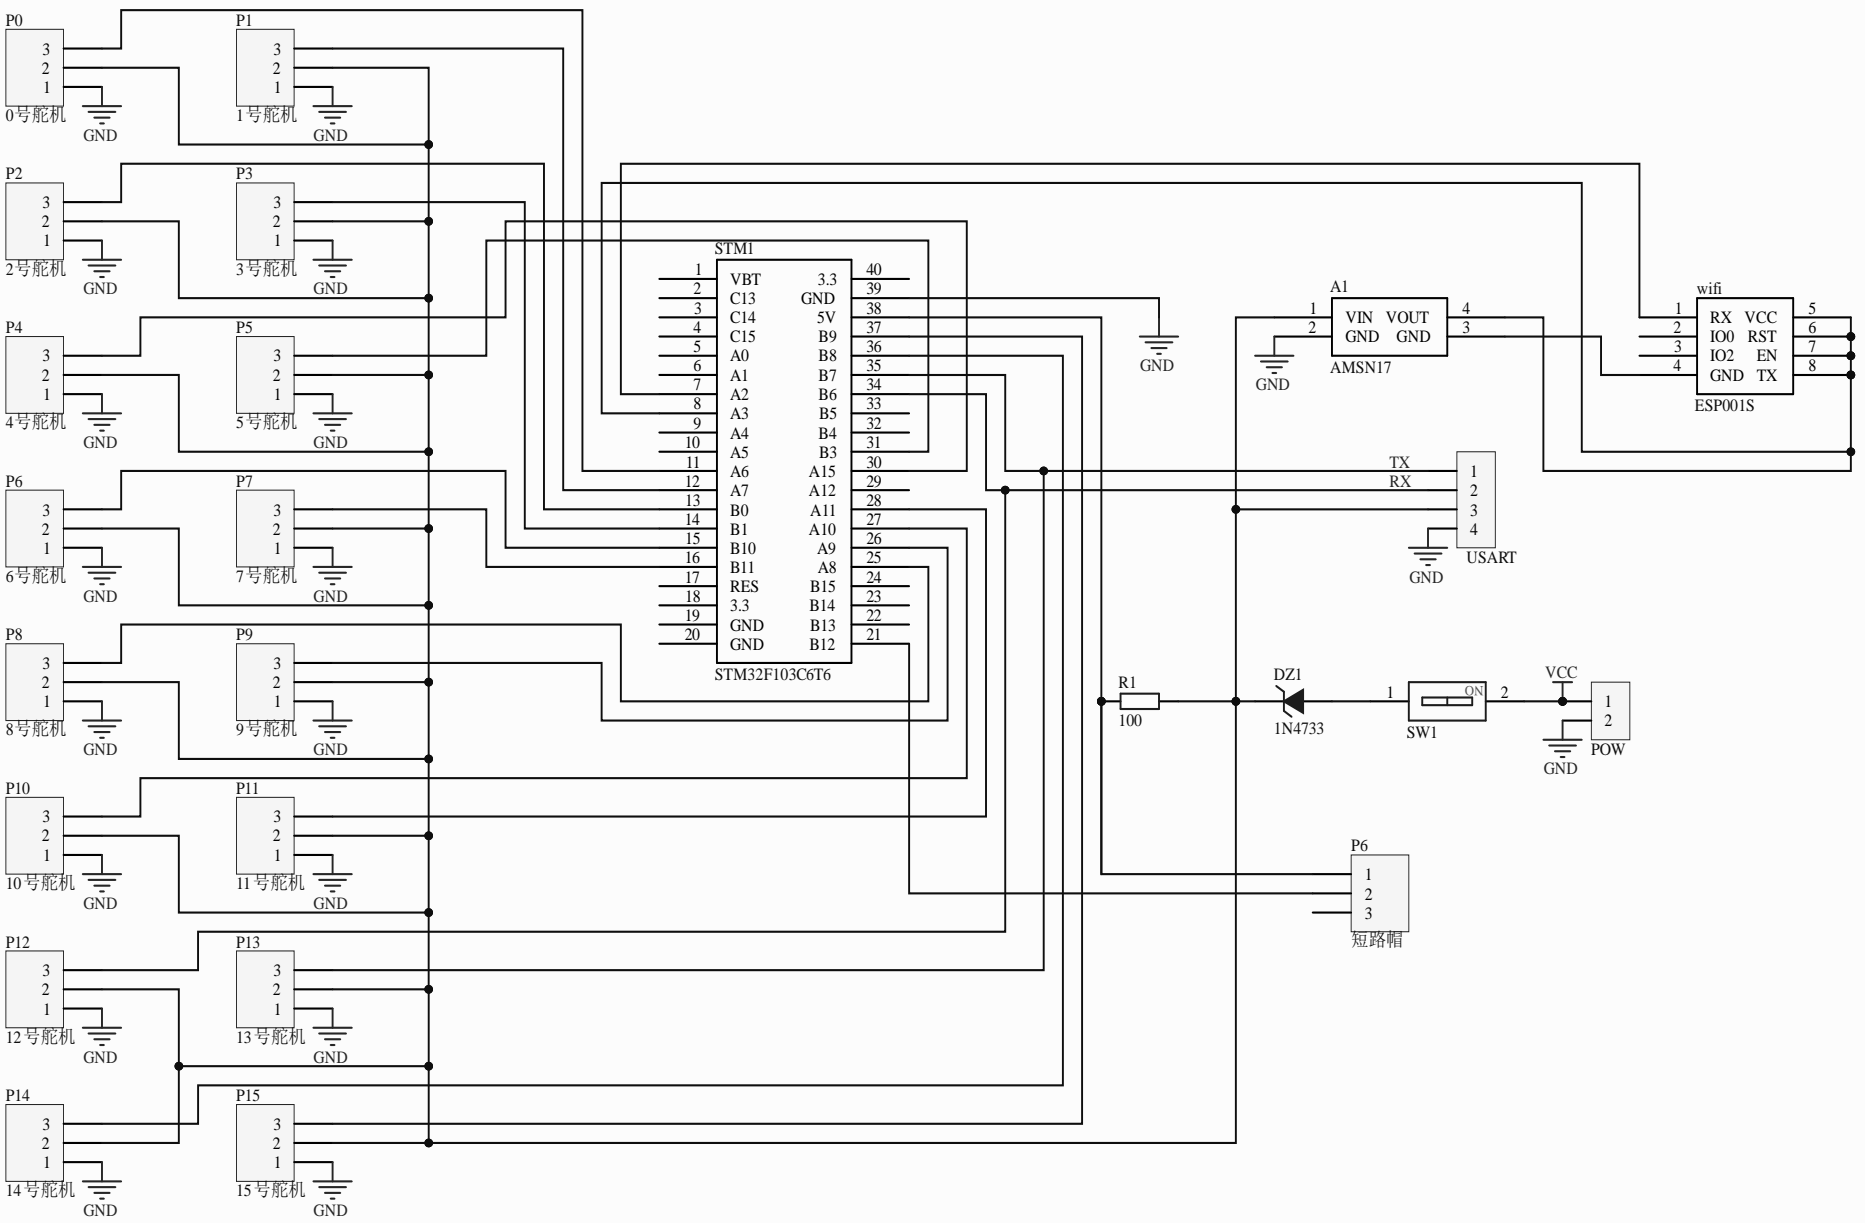 P0
3
2
1
0号舵机
GND
P1
3
2
1
1号舵机
GND
P2
3
2
1
2号舵机
GND
P3
3
2
1
3号舵机
GND
P4
3
2
1
4号舵机
GND
P5
3
2
1
5号舵机
GND
P6
3
2
1
6号舵机
GND
P7
3
2
1
7号舵机
GND
P8
3
2
1
8号舵机
GND
P9
3
2
1
9号舵机
GND
P10
3
2
1
10号舵机
GND
P11
3
2
1
11号舵机
GND
P12
3
2
1
12号舵机
GND
P13
3
2
1
13号舵机
GND
P14
3
2
1
14号舵机
GND
P15
3
2
1
15号舵机
GND
STM1
1 VBT 3.3 40
2 C13 GND 39
3 C14 5V 38
4 C15 B9 37
5 A0 B8 36
6 A1 B7 35
7 A2 B6 34
8 A3 B5 33
9 A4 B4 32
10 A5 B3 31
11 A6 A15 30
12 A7 A12 29
13 B0 A11 28
14 B1 A10 27
15 B10 A9 26
16 B11 A8 25
17 RES B15 24
18 3.3 B14 23
19 GND B13 22
20 GND B12 21
STM32F103C6T6
GND
A1
1 VIN VOUT 4
2 GND GND 3
AMSN17
GND
wifi
1 RX VCC 5
2 IO0 RST 6
3 IO2 EN 7
4 GND TX 8
ESP001S
TX 1
RX 2
3
4
USART
GND
R1
100
DZ1
1N4733
1 ON 2
SW1
VCC
1
2
POW
GND
P6
1
2
3
短路帽